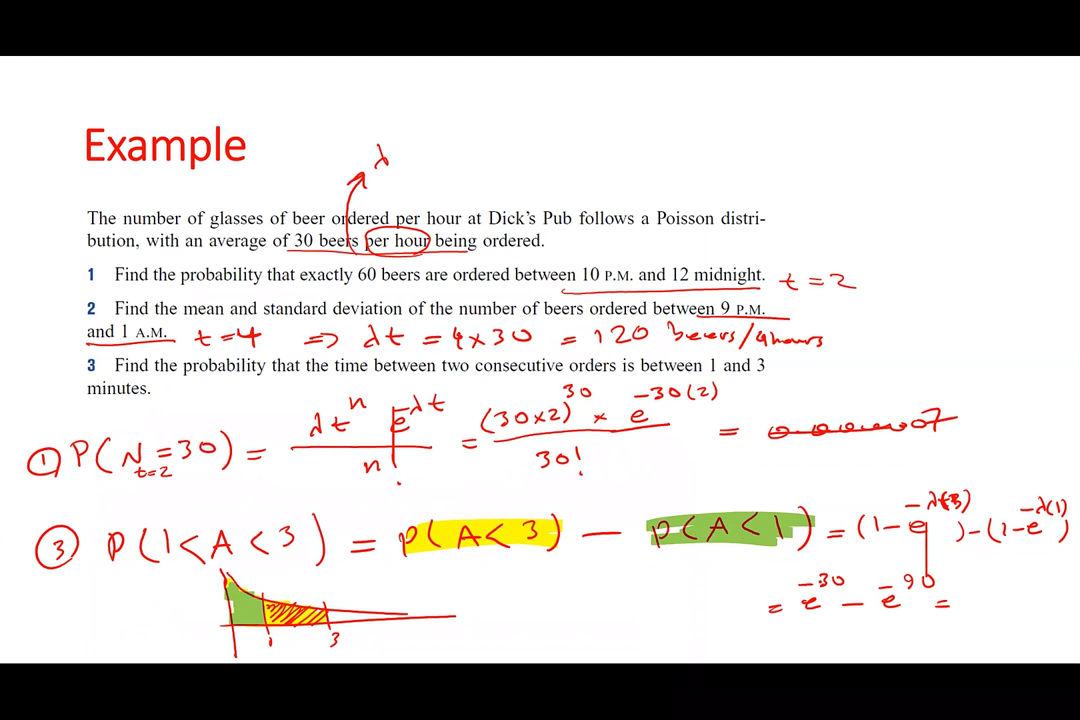 Example
λ
The number of glasses of beer ordered per hour at Dick's Pub follows a Poisson distri-
bution, with an average of 30 beers per hour being ordered.
1 Find the probability that exactly 60 beers are ordered between 10 P.M. and 12 midnight. t = 2
2 Find the mean and standard deviation of the number of beers ordered between 9 P.M.
and 1 A.M. t=4 => λt = 4×30 = 120 beers/4hours
3 Find the probability that the time between two consecutive orders is between 1 and 3
minutes.
① P( N = 30) = λt^n e^-λt / n! = (30×2)^30 × e^-30(2) / 30! =
t=2
③ P(1<A<3) = P(A<3) − P(A<1) = (1−e^-λ(3)) −(1−e^-λ(1))
= e^-30 − e^-90 =
1 3